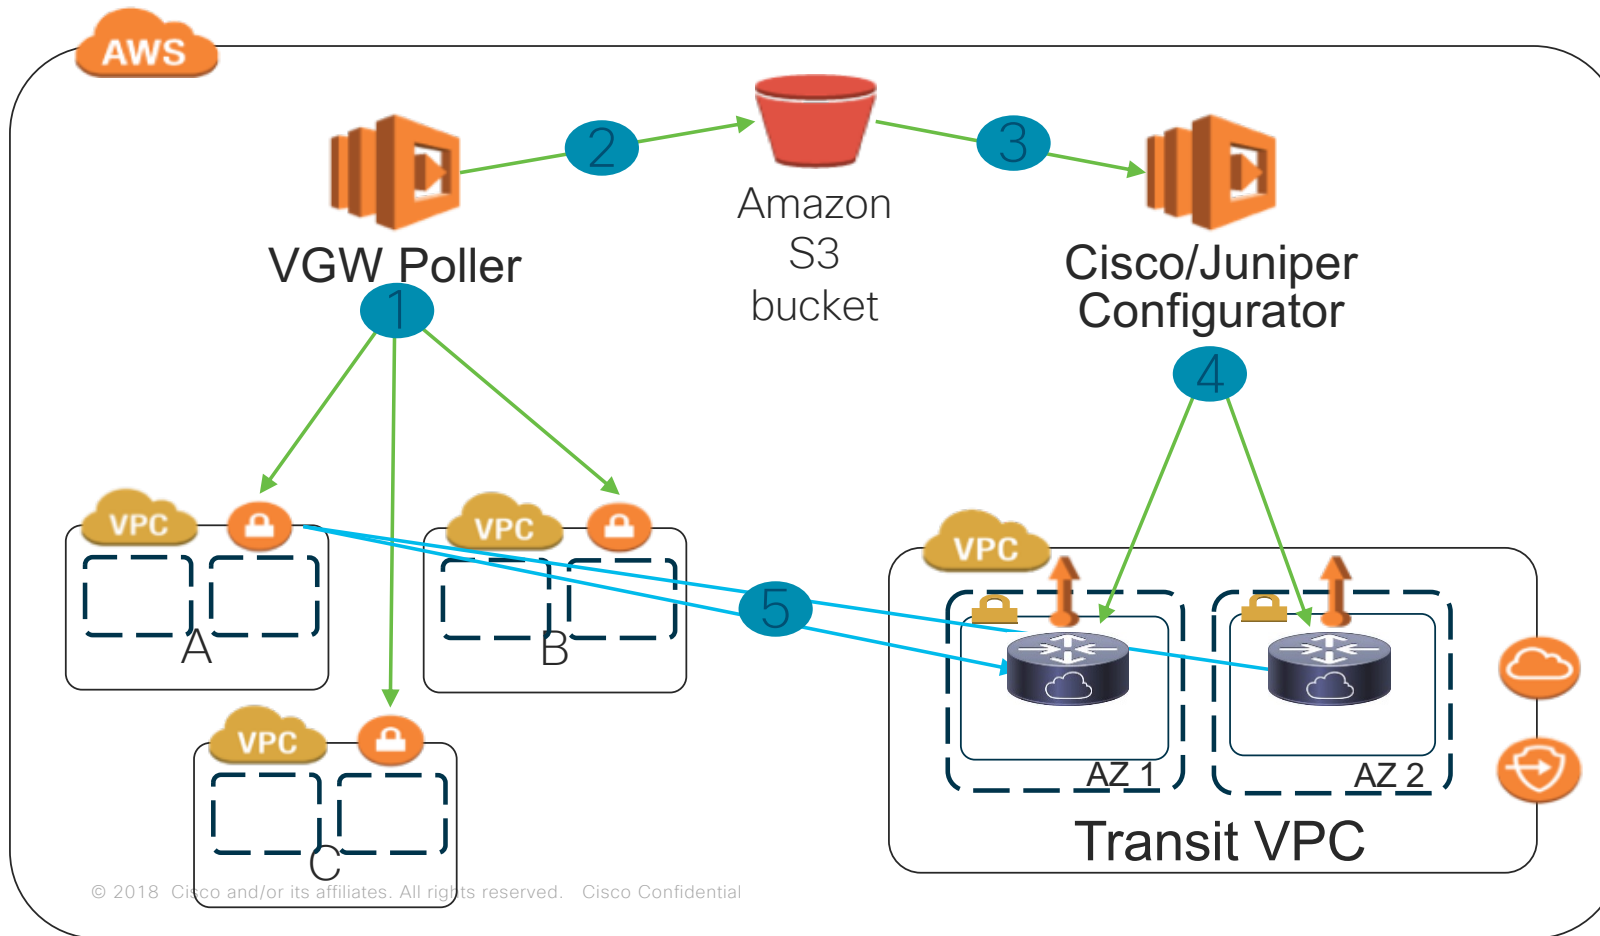 AWS
2
3
Amazon
S3
bucket
VGW Poller
1
Cisco/Juniper
Configurator
4
VPC
VPC
A
B
5
VPC
AZ 1
AZ 2
Transit VPC
VPC
C
© 2018 Cisco and/or its affiliates. All rights reserved. Cisco Confidential